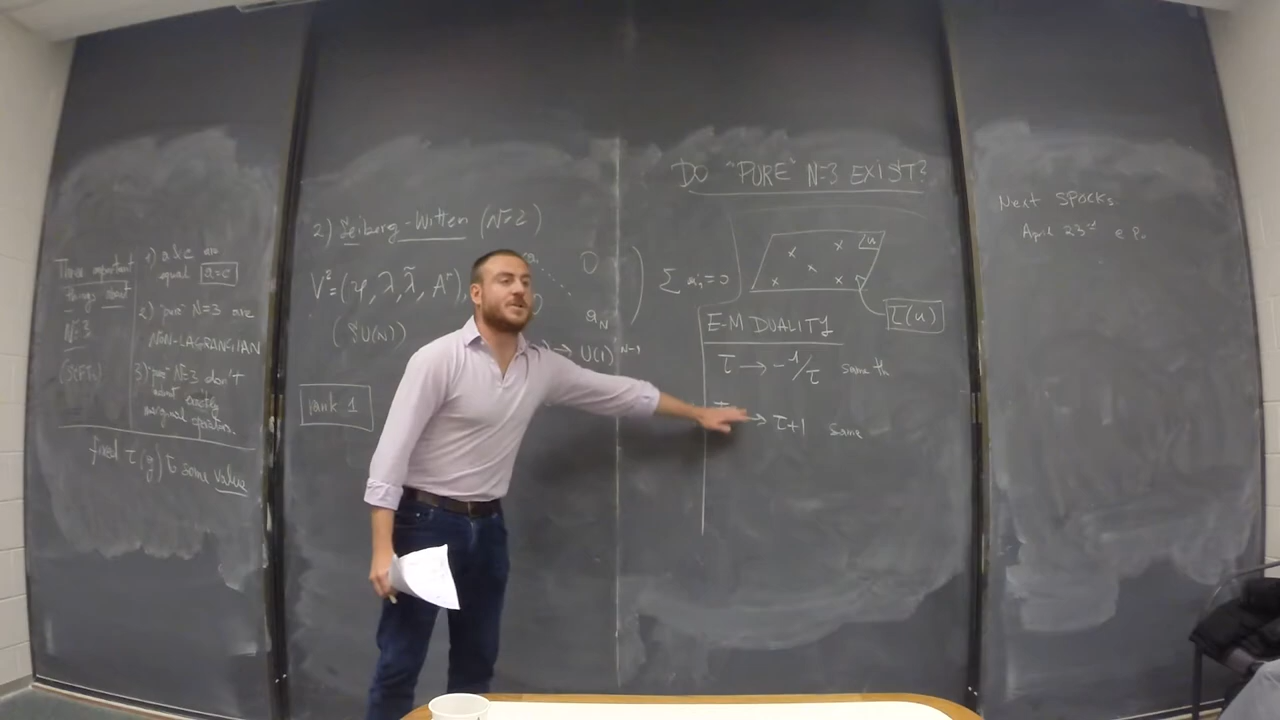 Three important
things about
N=3
(SCFTs)
1) a&c are
equal a=c
2) "pure" N=3 are
NON-LAGRANGIAN
3) "pure" N=3 don't
admit exactly
marginal operators.
fixed τ(g) to some value
2) Seiberg-Witten (N=2)
(SU(N))
rank 1
0
a_N
→ U(1)^{N-1}
DO "PURE" N=3 EXIST?
u
τ(u)
E-M DUALITY
τ → -1/τ same th
→ τ+1 same
Next SPOCKS:
April 23rd @